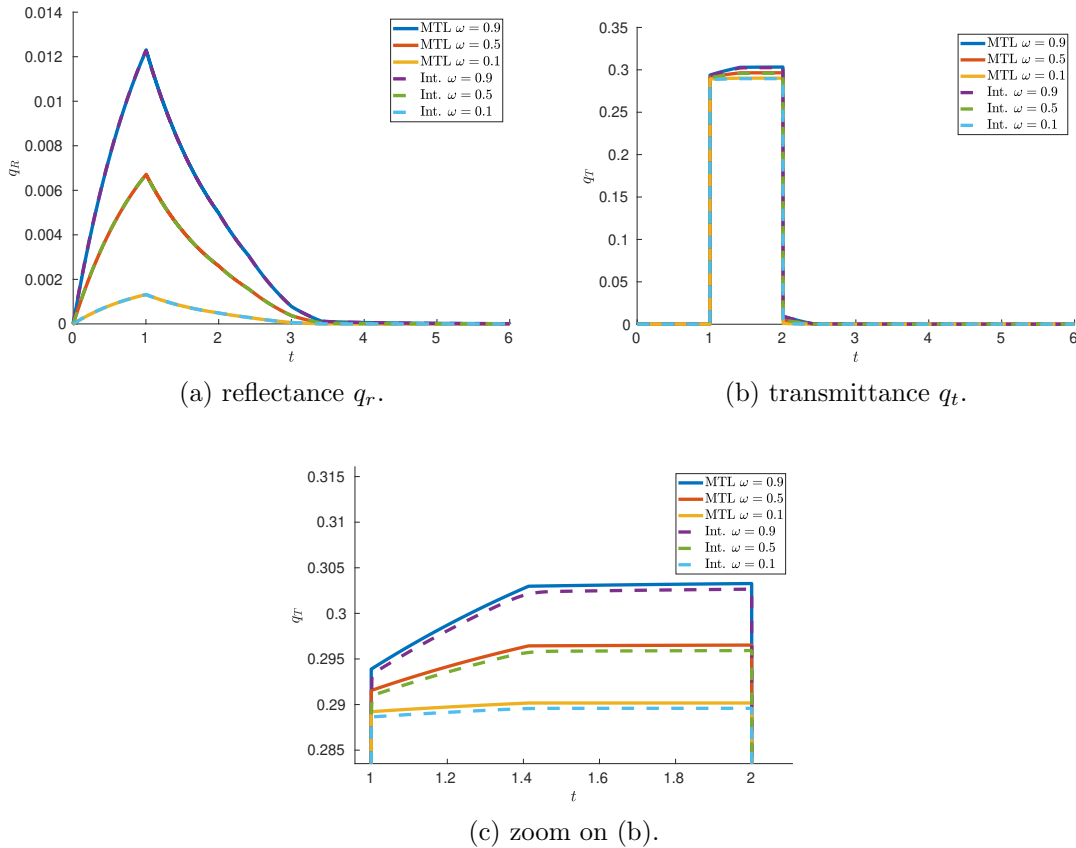 0.014
0.012
0.01
0.008
0.006
0.004
0.002
0
q_R
0 1 2 3 4 5 6
t
MTL ω = 0.9
MTL ω = 0.5
MTL ω = 0.1
Int. ω = 0.9
Int. ω = 0.5
Int. ω = 0.1
(a) reflectance q_r.
0.35
0.3
0.25
0.2
0.15
0.1
0.05
0
q_T
0 1 2 3 4 5 6
t
MTL ω = 0.9
MTL ω = 0.5
MTL ω = 0.1
Int. ω = 0.9
Int. ω = 0.5
Int. ω = 0.1
(b) transmittance q_t.
0.315
0.31
0.305
0.3
0.295
0.29
0.285
q_T
1 1.2 1.4 1.6 1.8 2
t
MTL ω = 0.9
MTL ω = 0.5
MTL ω = 0.1
Int. ω = 0.9
Int. ω = 0.5
Int. ω = 0.1
(c) zoom on (b).